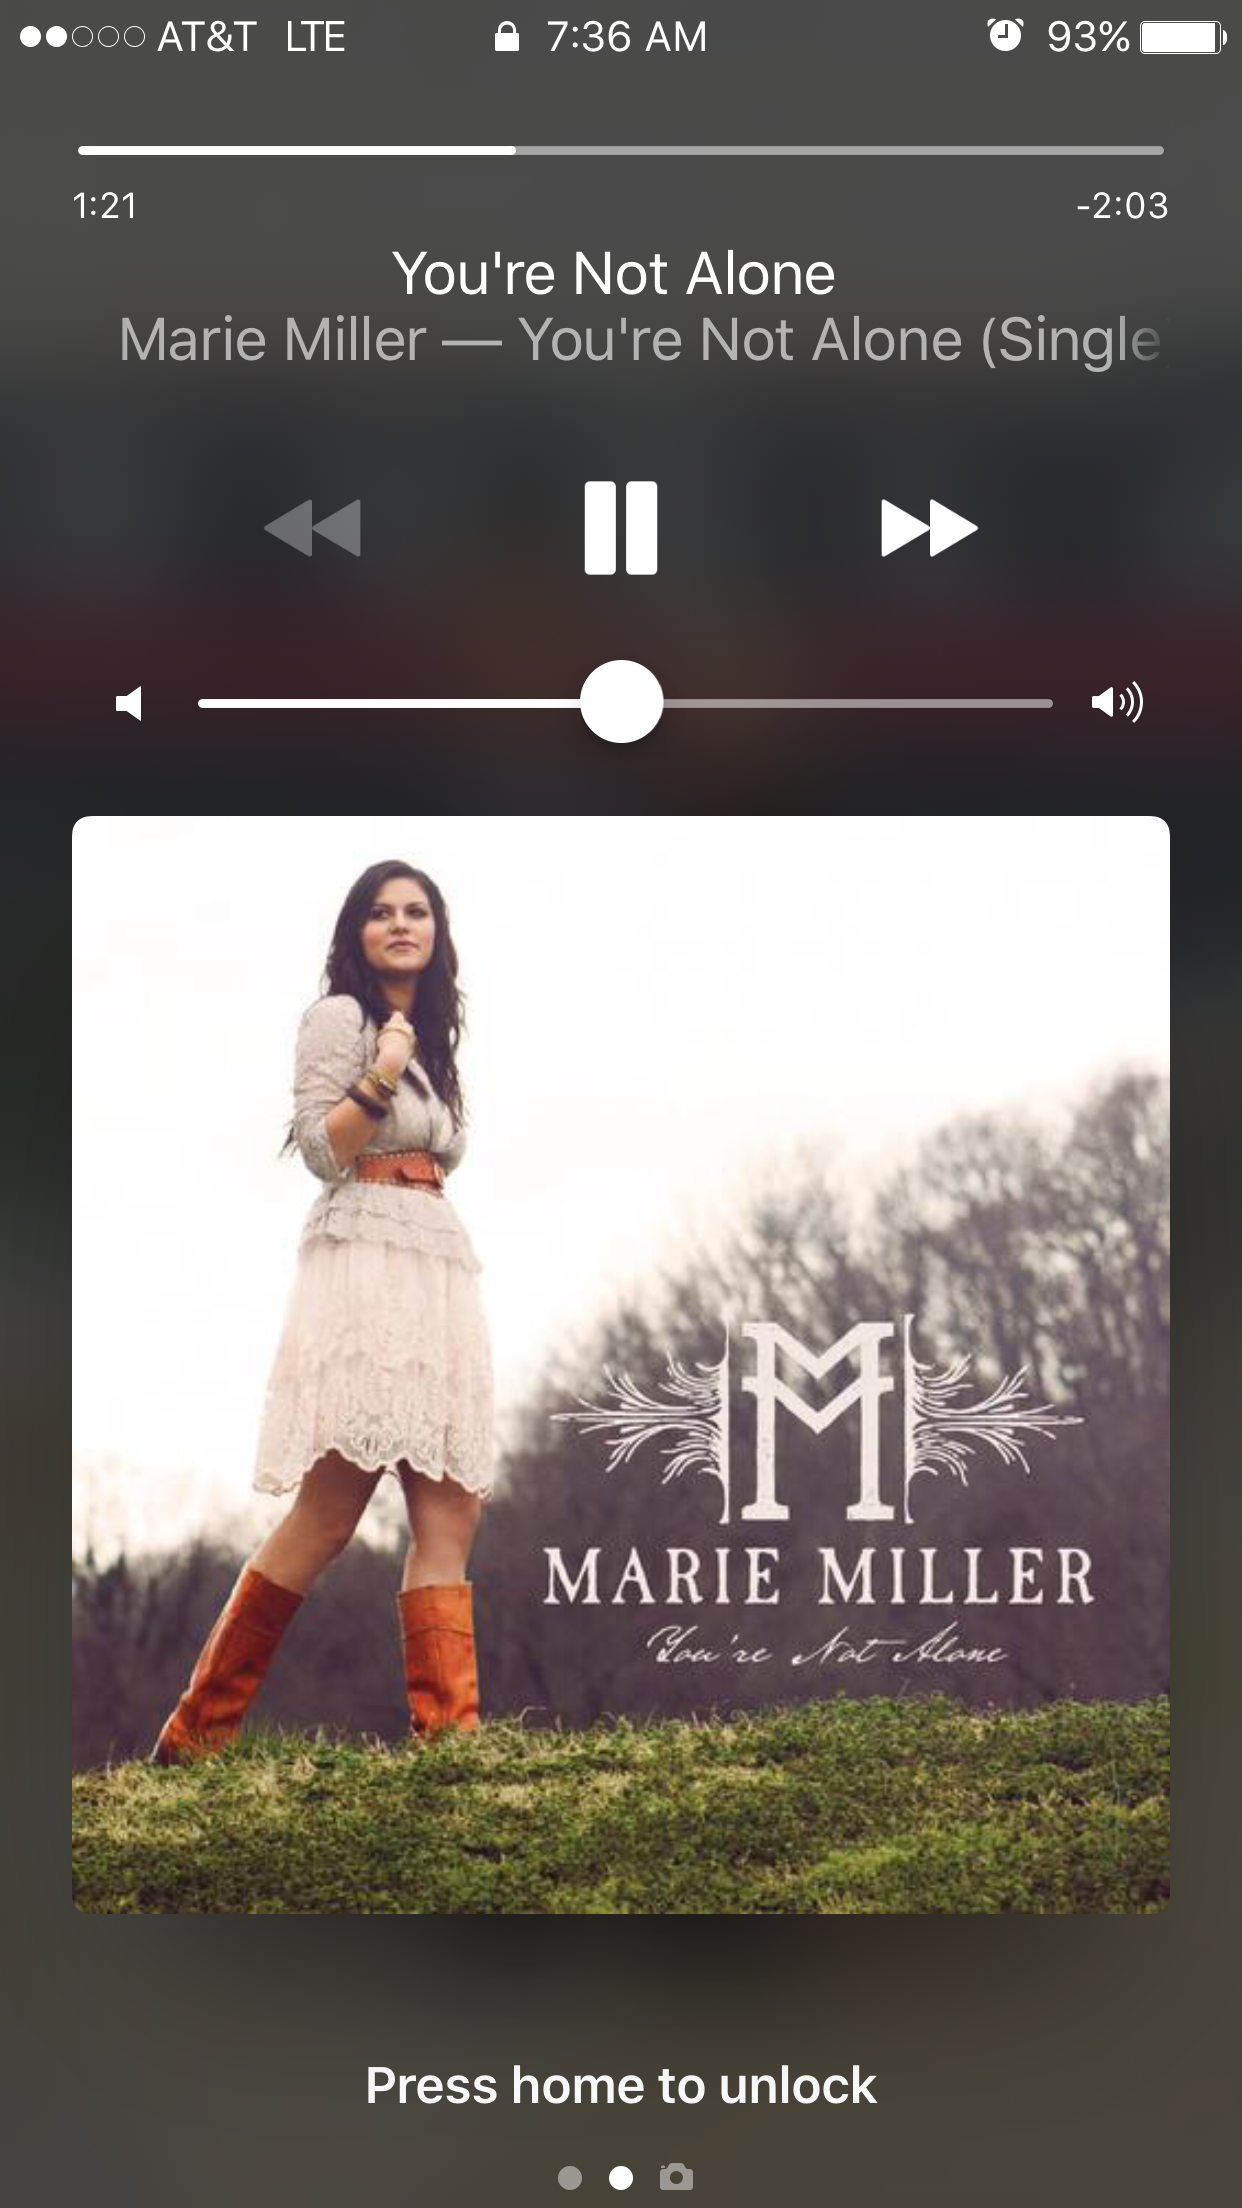 AT&T LTE 7:36 AM 93%
1:21 -2:03
You're Not Alone
Marie Miller — You're Not Alone (Single
M
MARIE MILLER
You're Not Alone
Press home to unlock